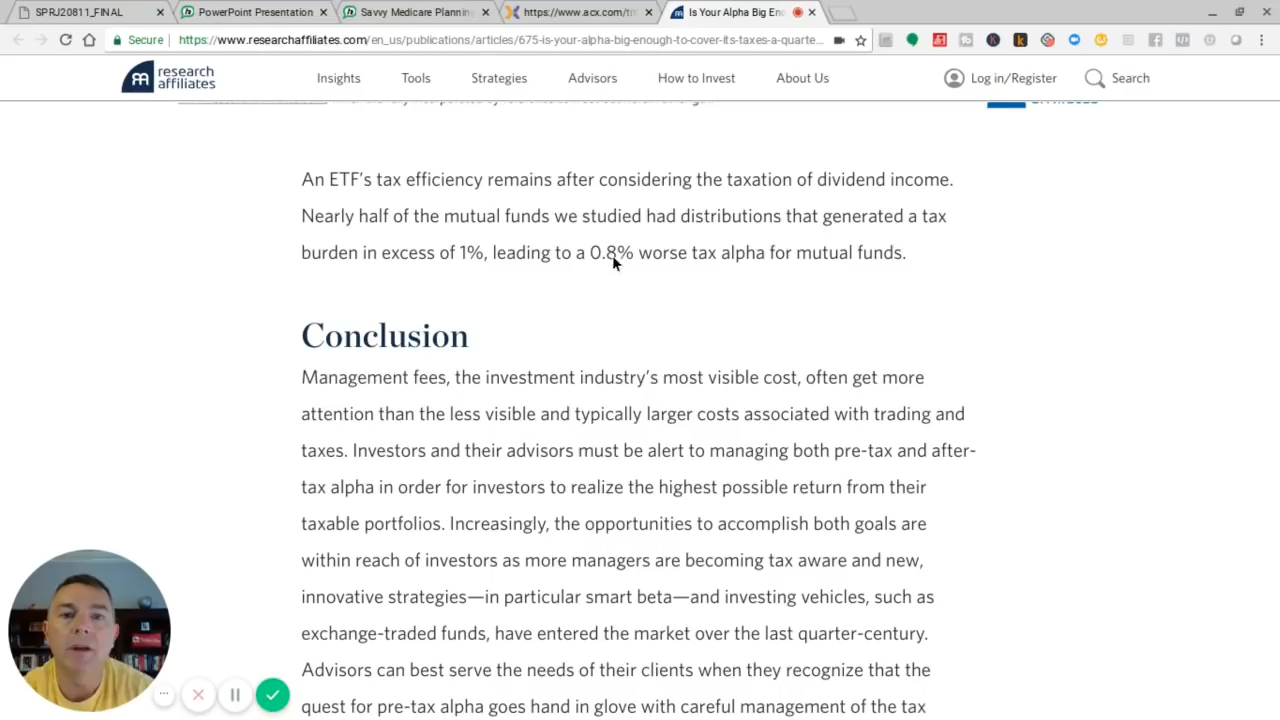 SPRJ20811_FINAL
PowerPoint Presentation
Savvy Medicare Plannin
https://www.acx.com/tit
Is Your Alpha Big Eno
Secure
https://www.researchaffiliates.com/en_us/publications/articles/675-is-your-alpha-big-enough-to-cover-its-taxes-a-quarte...
research
affiliates
Insights
Tools
Strategies
Advisors
How to Invest
About Us
Log in/Register
Search
An ETF’s tax efficiency remains after considering the taxation of dividend income.
Nearly half of the mutual funds we studied had distributions that generated a tax
burden in excess of 1%, leading to a 0.8% worse tax alpha for mutual funds.
Conclusion
Management fees, the investment industry’s most visible cost, often get more
attention than the less visible and typically larger costs associated with trading and
taxes. Investors and their advisors must be alert to managing both pre-tax and after-
tax alpha in order for investors to realize the highest possible return from their
taxable portfolios. Increasingly, the opportunities to accomplish both goals are
within reach of investors as more managers are becoming tax aware and new,
innovative strategies—in particular smart beta—and investing vehicles, such as
exchange-traded funds, have entered the market over the last quarter-century.
Advisors can best serve the needs of their clients when they recognize that the
quest for pre-tax alpha goes hand in glove with careful management of the tax